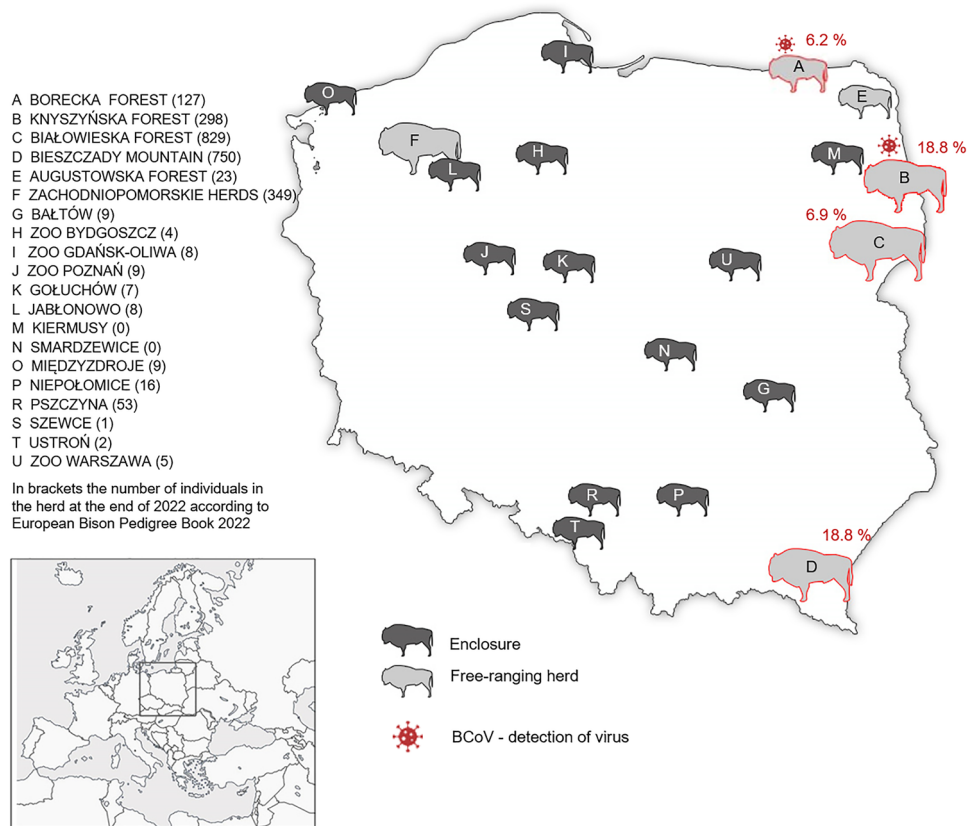 A BORECKA FOREST (127)
B KNYSZYŃSKA FOREST (298)
C BIAŁOWIESKA FOREST (829)
D BIESZCZADY MOUNTAIN (750)
E AUGUSTOWSKA FOREST (23)
F ZACHODNIOPOMORSKIE HERDS (349)
G BAŁTÓW (9)
H ZOO BYDGOSZCZ (4)
I ZOO GDAŃSK-OLIWA (8)
J ZOO POZNAŃ (9)
K GOŁUCHÓW (7)
L JABŁONOWO (8)
M KIERMUSY (0)
N SMARDZEWICE (0)
O MIĘDZYZDROJE (9)
P NIEPOŁOMICE (16)
R PSZCZYNA (53)
S SZEWCE (1)
T USTROŃ (2)
U ZOO WARSZAWA (5)
In brackets the number of individuals in
the herd at the end of 2022 according to
European Bison Pedigree Book 2022
6.2 %
I
A
O
E
F
H
M
18.8 %
L
B
6.9 %
C
J
K
U
S
N
G
R
P
T
18.8 %
D
Enclosure
Free-ranging herd
BCoV - detection of virus